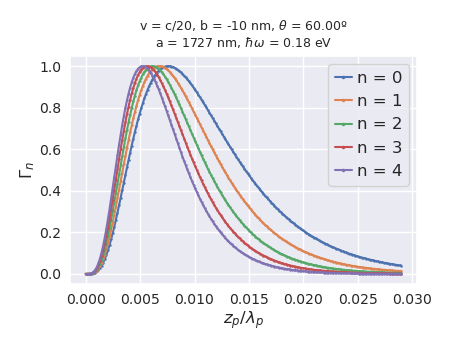 v = c/20, b = -10 nm, θ = 60.00º
a = 1727 nm, ℏω = 0.18 eV
n = 0
n = 1
n = 2
n = 3
n = 4
Γn
1.0
0.8
0.6
0.4
0.2
0.0
0.000 0.005 0.010 0.015 0.020 0.025 0.030
zp/λp